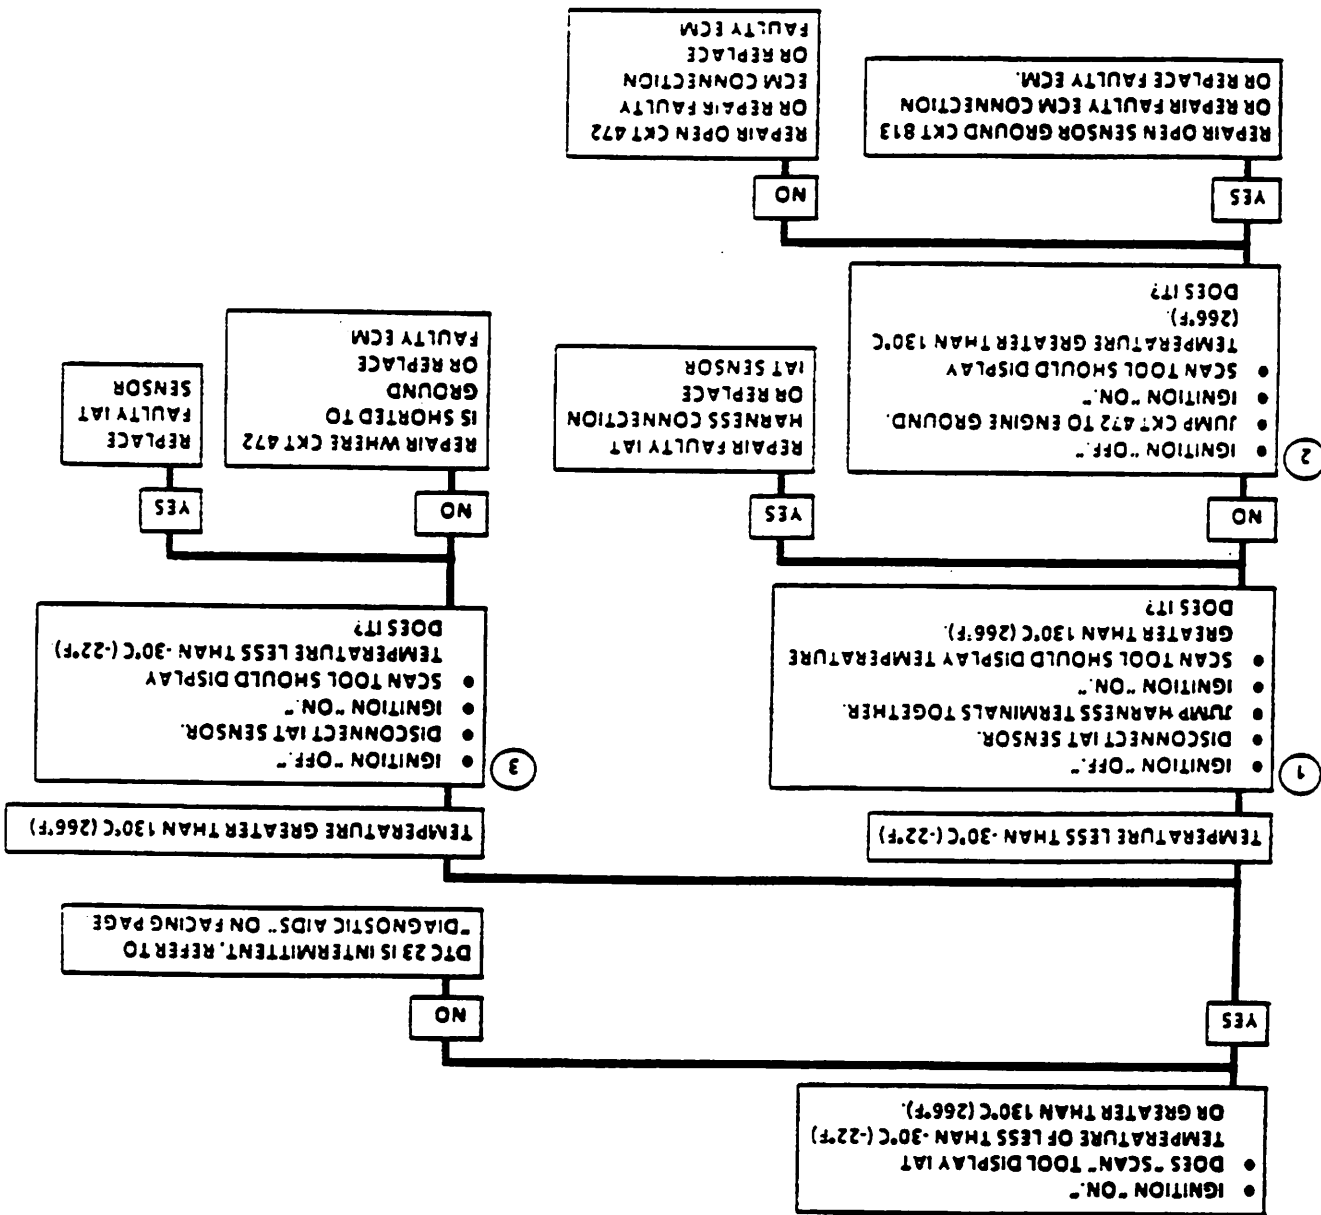 • IGNITION "ON."
• DOES "SCAN" TOOL DISPLAY IAT
TEMPERATURE OF LESS THAN -30°C (-22°F)
OR GREATER THAN 130°C (266°F).
YES
NO
DTC 23 IS INTERMITTENT, REFER TO
"DIAGNOSTIC AIDS" ON FACING PAGE
TEMPERATURE LESS THAN -30°C (-22°F)
TEMPERATURE GREATER THAN 130°C (266°F)
1
• IGNITION "OFF."
• DISCONNECT IAT SENSOR.
• JUMP HARNESS TERMINALS TOGETHER.
• IGNITION "ON."
• SCAN TOOL SHOULD DISPLAY TEMPERATURE
GREATER THAN 130°C (266°F).
DOES IT?
3
• IGNITION "OFF."
• DISCONNECT IAT SENSOR.
• IGNITION "ON."
• SCAN TOOL SHOULD DISPLAY
TEMPERATURE LESS THAN -30°C (-22°F)
DOES IT?
NO
YES
NO
YES
2
• IGNITION "OFF."
• JUMP CKT 472 TO ENGINE GROUND.
• IGNITION "ON."
• SCAN TOOL SHOULD DISPLAY
TEMPERATURE GREATER THAN 130°C
(266°F).
DOES IT?
REPAIR FAULTY IAT
HARNESS CONNECTION
OR REPLACE
IAT SENSOR
REPAIR WHERE CKT 472
IS SHORTED TO
GROUND
OR REPLACE
FAULTY ECM
REPLACE
FAULTY IAT
SENSOR
YES
NO
REPAIR OPEN SENSOR GROUND CKT 813
OR REPAIR FAULTY ECM CONNECTION
OR REPLACE FAULTY ECM.
REPAIR OPEN CKT 472
OR REPAIR FAULTY
ECM CONNECTION
OR REPLACE
FAULTY ECM